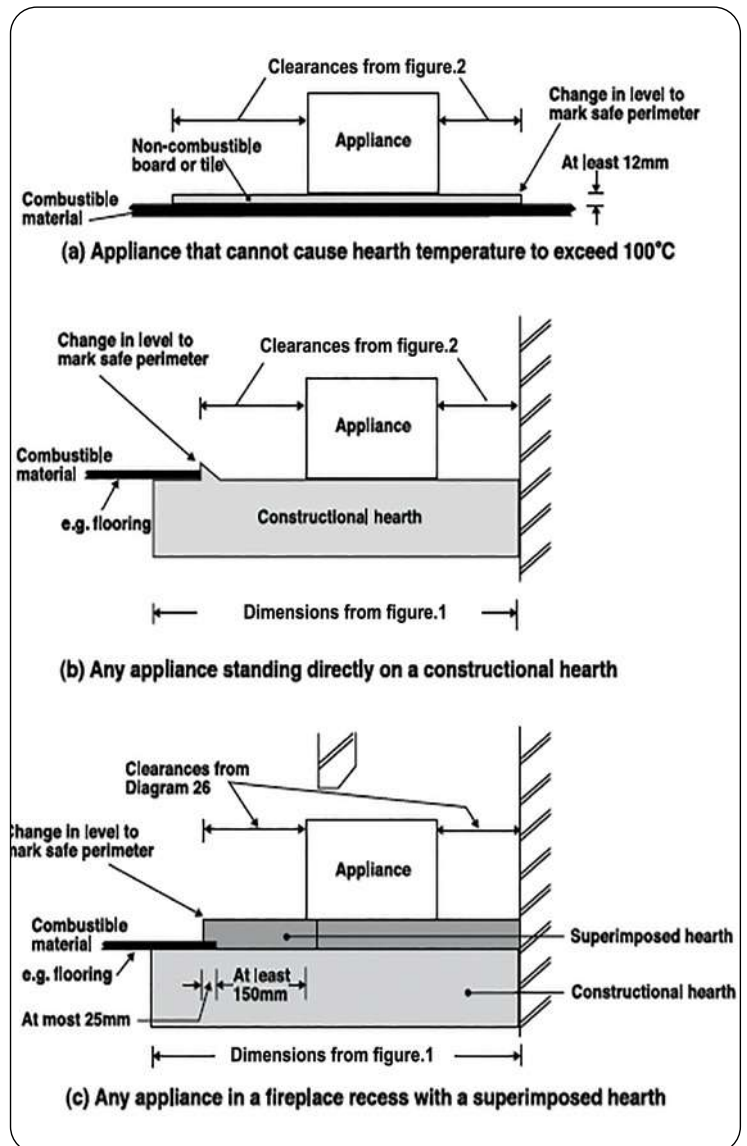 Clearances from figure.2
Change in level to
mark safe perimeter
Appliance
Non-combustible
board or tile
At least 12mm
Combustible
material
(a) Appliance that cannot cause hearth temperature to exceed 100°C
Change in level to
mark safe perimeter
Clearances from figure.2
Appliance
Combustible
material
e.g. flooring
Constructional hearth
Dimensions from figure.1
(b) Any appliance standing directly on a constructional hearth
Clearances from
Diagram 26
hange in level to
ark safe perimeter
Appliance
Combustible
material
Superimposed hearth
e.g. flooring
At least
150mm
Constructional hearth
At most 25mm
Dimensions from figure.1
(c) Any appliance in a fireplace recess with a superimposed hearth